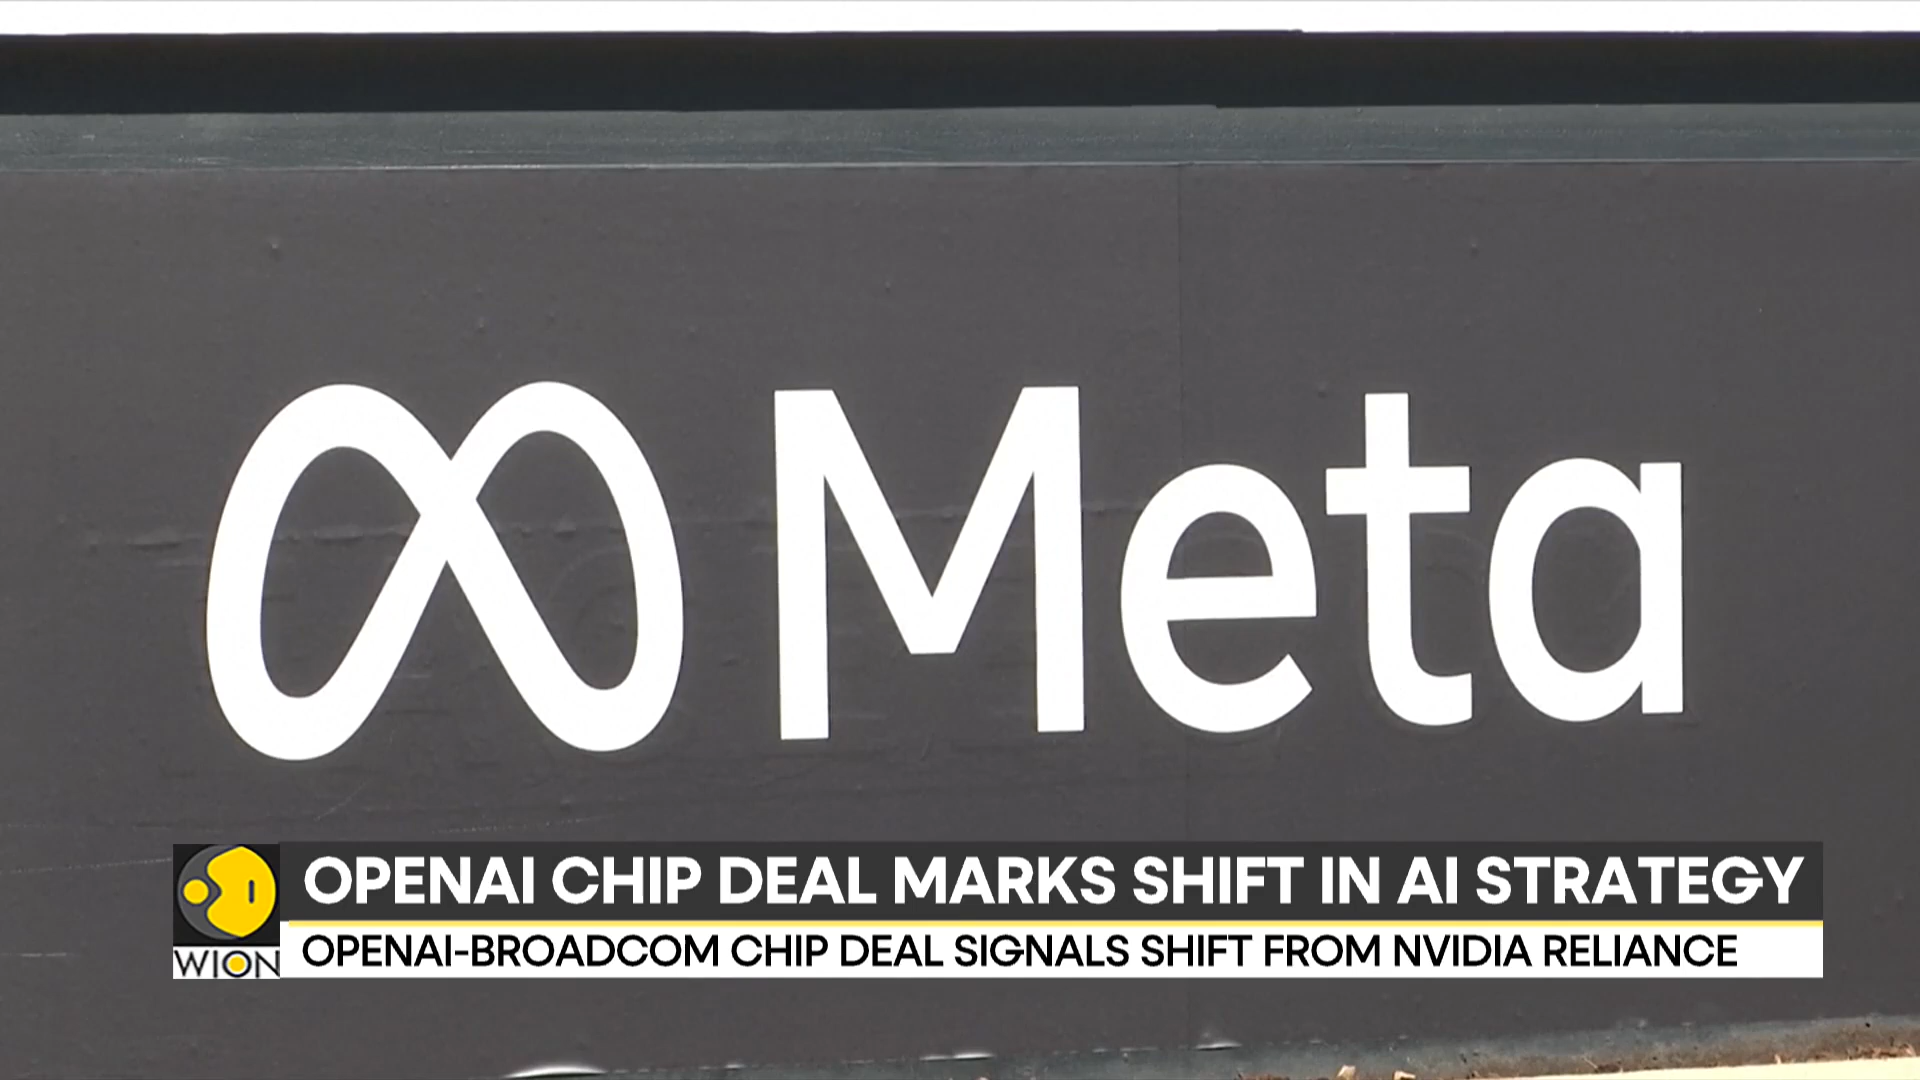 Meta
OPENAI CHIP DEAL MARKS SHIFT IN AI STRATEGY
OPENAI-BROADCOM CHIP DEAL SIGNALS SHIFT FROM NVIDIA RELIANCE
WION